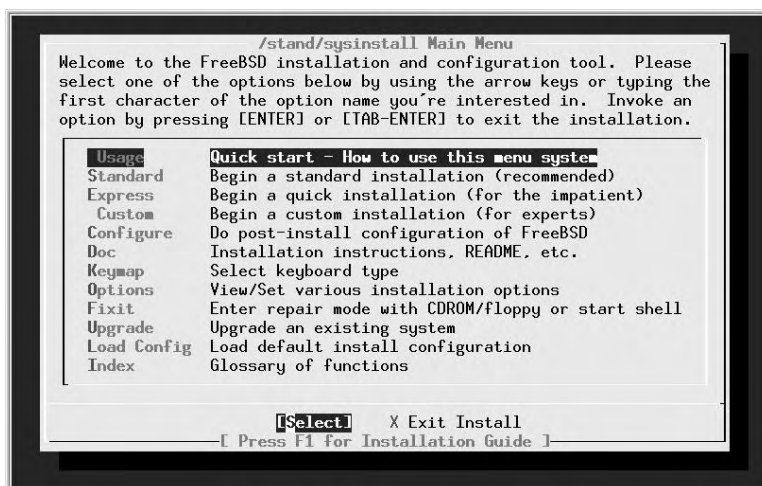 /stand/sysinstall Main Menu
Welcome to the FreeBSD installation and configuration tool.  Please
select one of the options below by using the arrow keys or typing the
first character of the option name you're interested in.  Invoke an
option by pressing [ENTER] or [TAB-ENTER] to exit the installation.
Usage Quick start - How to use this menu system
Standard Begin a standard installation (recommended)
Express Begin a quick installation (for the impatient)
Custom Begin a custom installation (for experts)
Configure Do post-install configuration of FreeBSD
Doc Installation instructions, README, etc.
Keymap Select keyboard type
Options View/Set various installation options
Fixit Enter repair mode with CDROM/floppy or start shell
Upgrade Upgrade an existing system
Load Config Load default install configuration
Index Glossary of functions
[Select] X Exit Install
[ Press F1 for Installation Guide ]